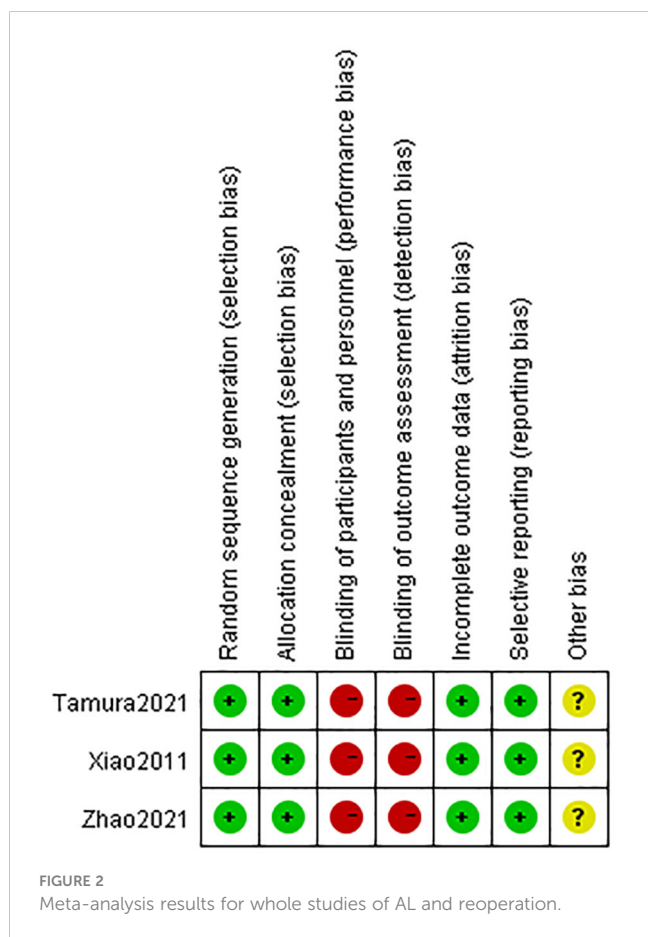 Random sequence generation (selection bias)
Allocation concealment (selection bias)
Blinding of participants and personnel (performance bias)
Blinding of outcome assessment (detection bias)
Incomplete outcome data (attrition bias)
Selective reporting (reporting bias)
Other bias
Tamura2021 + + - - + + ?
Xiao2011 + + - - + + ?
Zhao2021 + + - - + + ?
FIGURE 2
Meta-analysis results for whole studies of AL and reoperation.